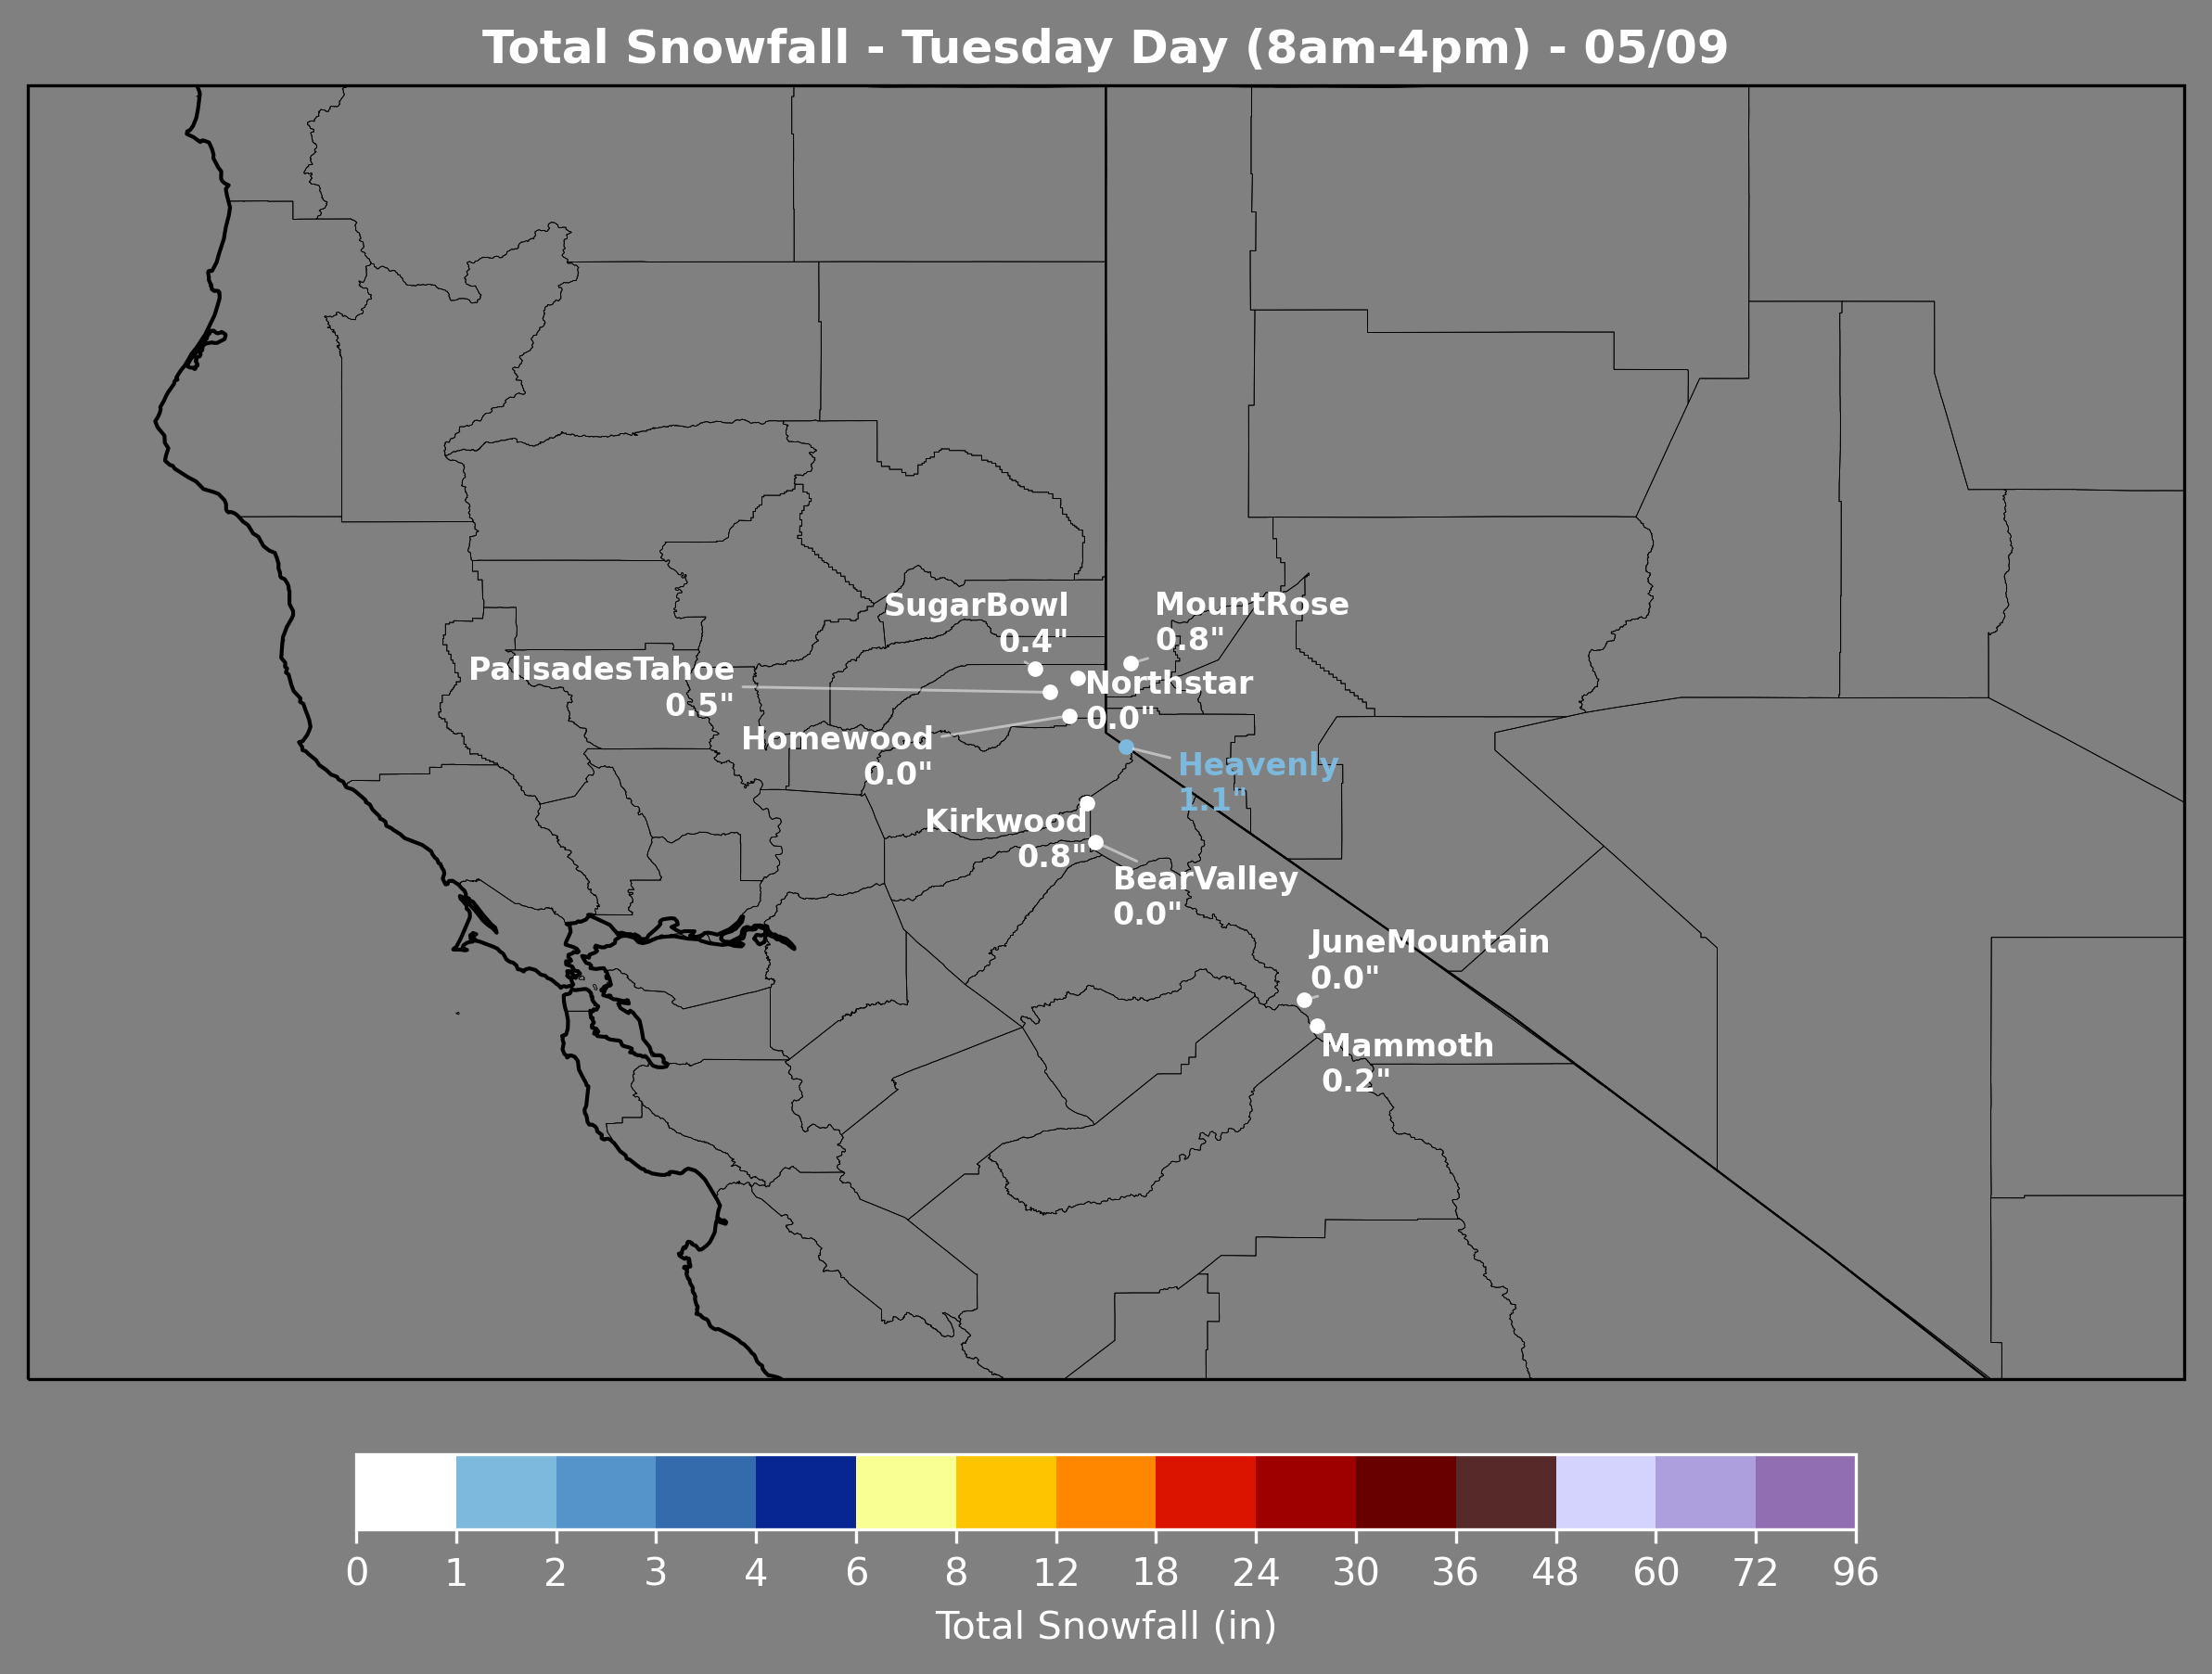 Total Snowfall - Tuesday Day (8am-4pm) - 05/09
SugarBowl
0.4"
MountRose
0.8"
PalisadesTahoe
0.5"
Northstar
0.0"
Homewood
0.0"
Heavenly
1.1"
Kirkwood
0.8"
BearValley
0.0"
JuneMountain
0.0"
Mammoth
0.2"
0 1 2 3 4 6 8 12 18 24 30 36 48 60 72 96
Total Snowfall (in)